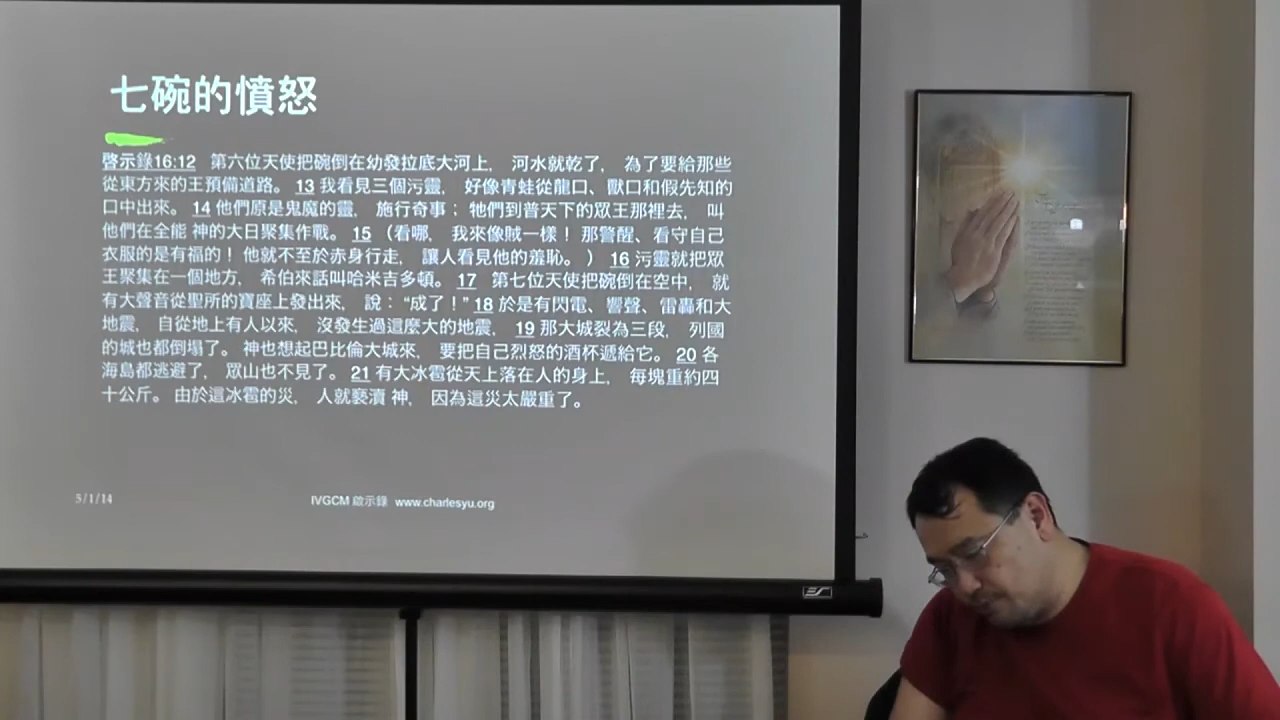 七碗的憤怒
啓示錄16:12 第六位天使把碗倒在幼發拉底大河上， 河水就乾了， 為了要給那些
從東方來的王預備道路。 13 我看見三個污靈， 好像青蛙從龍口、獸口和假先知的
口中出來。 14 他們原是鬼魔的靈， 施行奇事； 牠們到普天下的眾王那裡去， 叫
他們在全能 神的大日聚集作戰。 15 （看哪， 我來像賊一樣！ 那警醒、看守自己
衣服的是有福的！ 他就不至於赤身行走， 讓人看見他的羞恥。 ） 16 污靈就把眾
王聚集在一個地方， 希伯來話叫哈米吉多頓。 17 第七位天使把碗倒在空中， 就
有大聲音從聖所的寶座上發出來， 說： “成了！” 18 於是有閃電、響聲、雷轟和大
地震， 自從地上有人以來， 沒發生過這麼大的地震， 19 那大城裂為三段， 列國
的城也都倒塌了。 神也想起巴比倫大城來， 要把自己烈怒的酒杯遞給它。 20 各
海島都逃避了， 眾山也不見了。 21 有大冰雹從天上落在人的身上， 每塊重約四
十公斤。 由於這冰雹的災， 人就褻瀆 神， 因為這災太嚴重了。
5/1/14
IVGCM 啟示錄 www.charlesyu.org